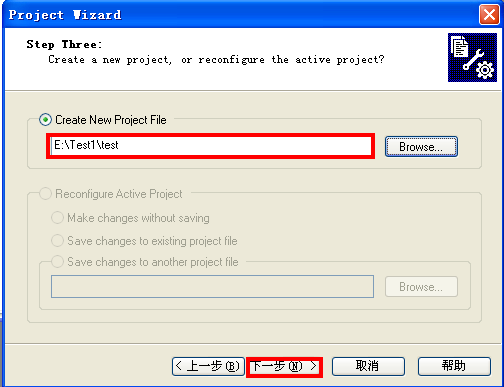 Project Wizard
Step Three:
Create a new project, or reconfigure the active project?
Create New Project File
E:\Test1\test
Browse...
Reconfigure Active Project
Make changes without saving
Save changes to existing project file
Save changes to another project file
Browse...
< 上一步(B)
下一步(N) >
取消
帮助